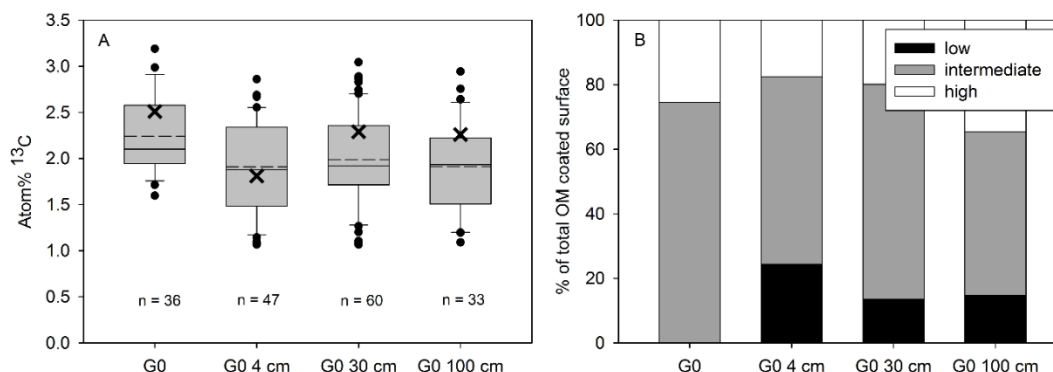 A
3.5
3.0
2.5
2.0
1.5
1.0
0.5
0.0
Atom% 13C
n = 36 n = 47 n = 60 n = 33
G0 G0 4 cm G0 30 cm G0 100 cm
B
100
80
60
40
20
0
% of total OM coated surface
low
intermediate
high
G0 G0 4 cm G0 30 cm G0 100 cm